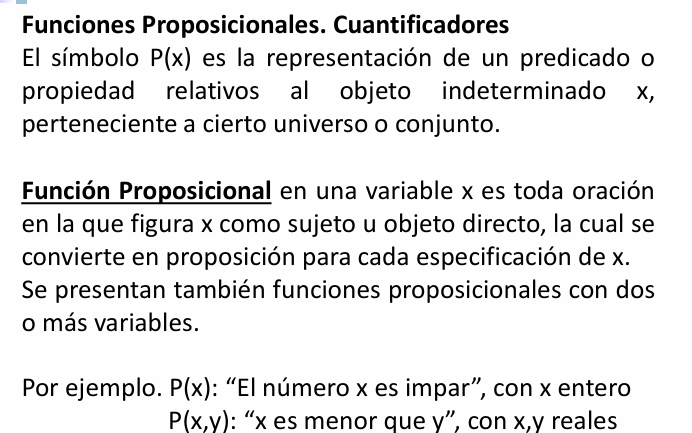 Funciones Proposicionales. Cuantificadores
El símbolo P(x) es la representación de un predicado o
propiedad relativos al objeto indeterminado x,
perteneciente a cierto universo o conjunto.
Función Proposicional en una variable x es toda oración
en la que figura x como sujeto u objeto directo, la cual se
convierte en proposición para cada especificación de x.
Se presentan también funciones proposicionales con dos
o más variables.
Por ejemplo. P(x): “El número x es impar”, con x entero
P(x,y): “x es menor que y”, con x,y reales